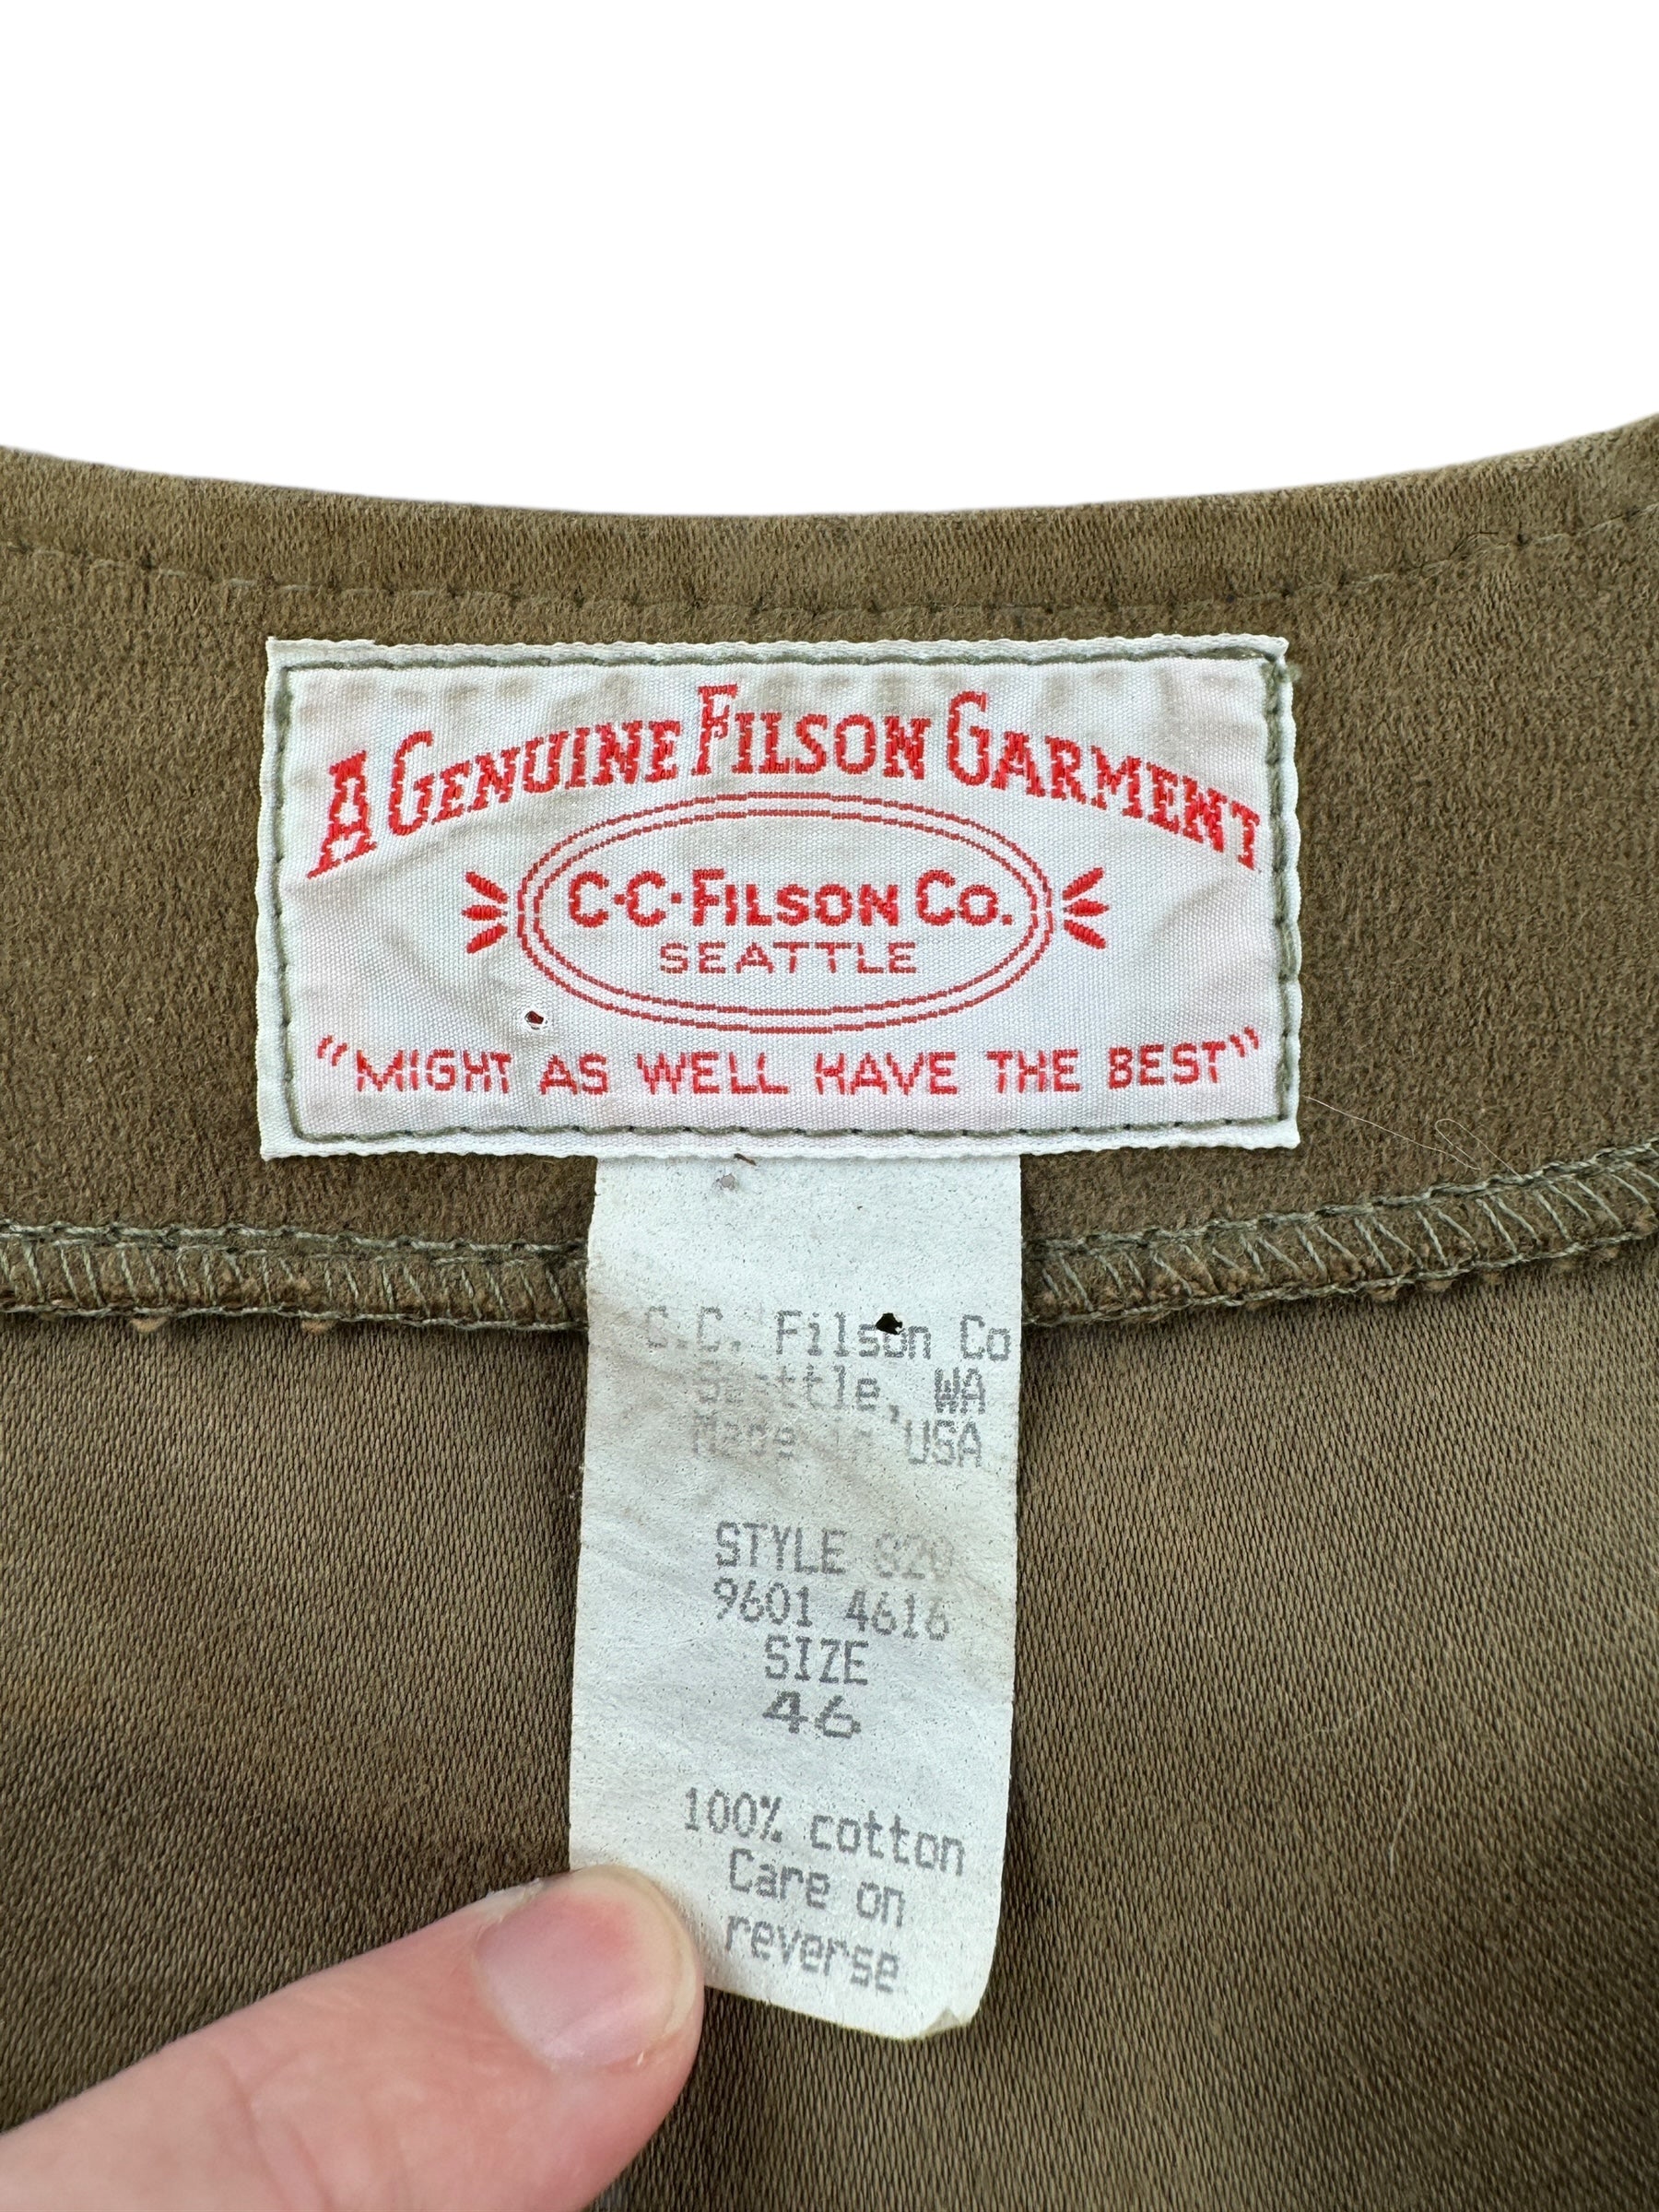 A GENUINE FILSON GARMENT
C·C·FILSON CO.
SEATTLE
"MIGHT AS WELL HAVE THE BEST"
C.C. Filson Co
Seattle, WA
Made in USA
STYLE 820
9601 4616
SIZE
46
100% cotton
Care on
reverse